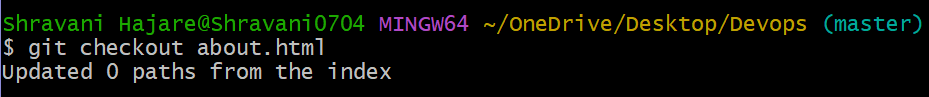 Shravani Hajare@Shravani0704 MINGW64 ~/OneDrive/Desktop/Devops (master)
$ git checkout about.html
Updated 0 paths from the index